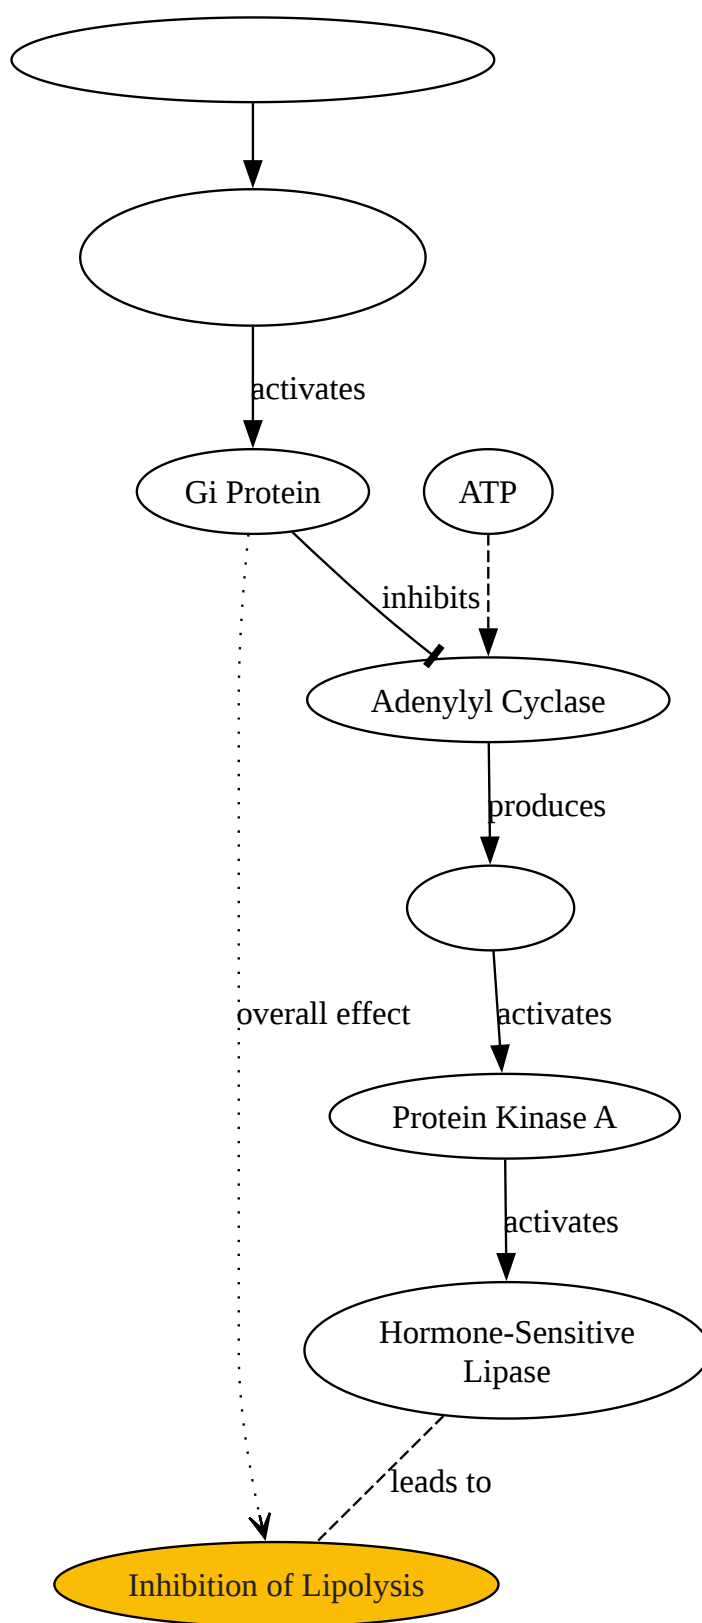 activates
Gi Protein
ATP
inhibits
Adenylyl Cyclase
produces
overall effect
activates
Protein Kinase A
activates
Hormone-Sensitive
Lipase
leads to
Inhibition of Lipolysis